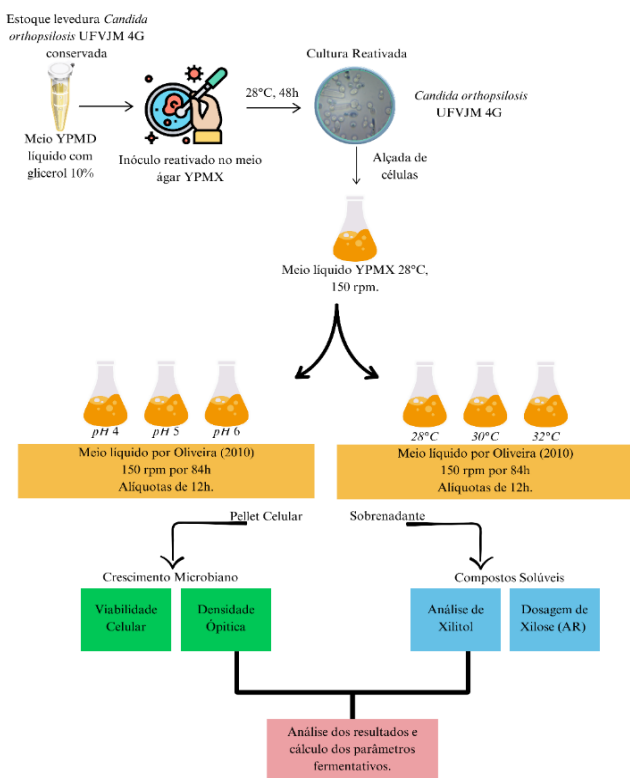 Estoque levedura Candida
orthopsilosis UFVJM 4G
conservada
Meio YPMD
líquido com
glicerol 10%
Inóculo reativado no meio
ágar YPMX
28°C, 48h
Cultura Reativada
Candida orthopsilosis
UFVJM 4G
Alçada de
células
Meio líquido YPMX 28°C,
150 rpm.
pH 4
pH 5
pH 6
Meio líquido por Oliveira (2010)
150 rpm por 84h
Alíquotas de 12h.
28°C
30°C
32°C
Meio líquido por Oliveira (2010)
150 rpm por 84h
Alíquotas de 12h.
Pellet Celular
Sobrenadante
Crescimento Microbiano
Viabilidade
Celular
Densidade
Ópitica
Compostos Solúveis
Análise de
Xilitol
Dosagem de
Xilose (AR)
Análise dos resultados e
cálculo dos parâmetros
fermentativos.